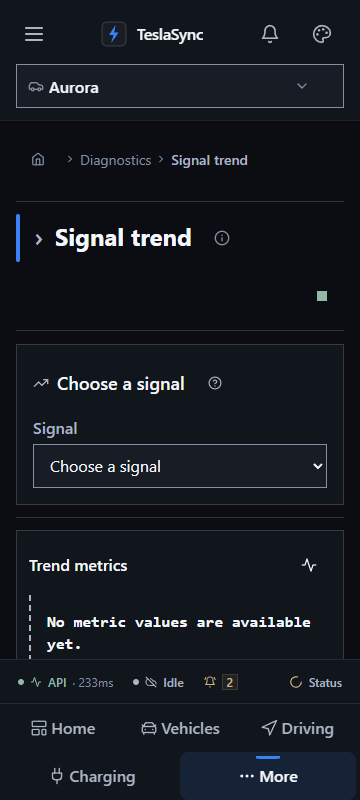 TeslaSync
Aurora
Diagnostics
Signal trend
Signal trend
Choose a signal
Signal
Choose a signal
Trend metrics
No metric values are available
yet.
API · 233ms
Idle
2
Status
Home
Vehicles
Driving
Charging
More